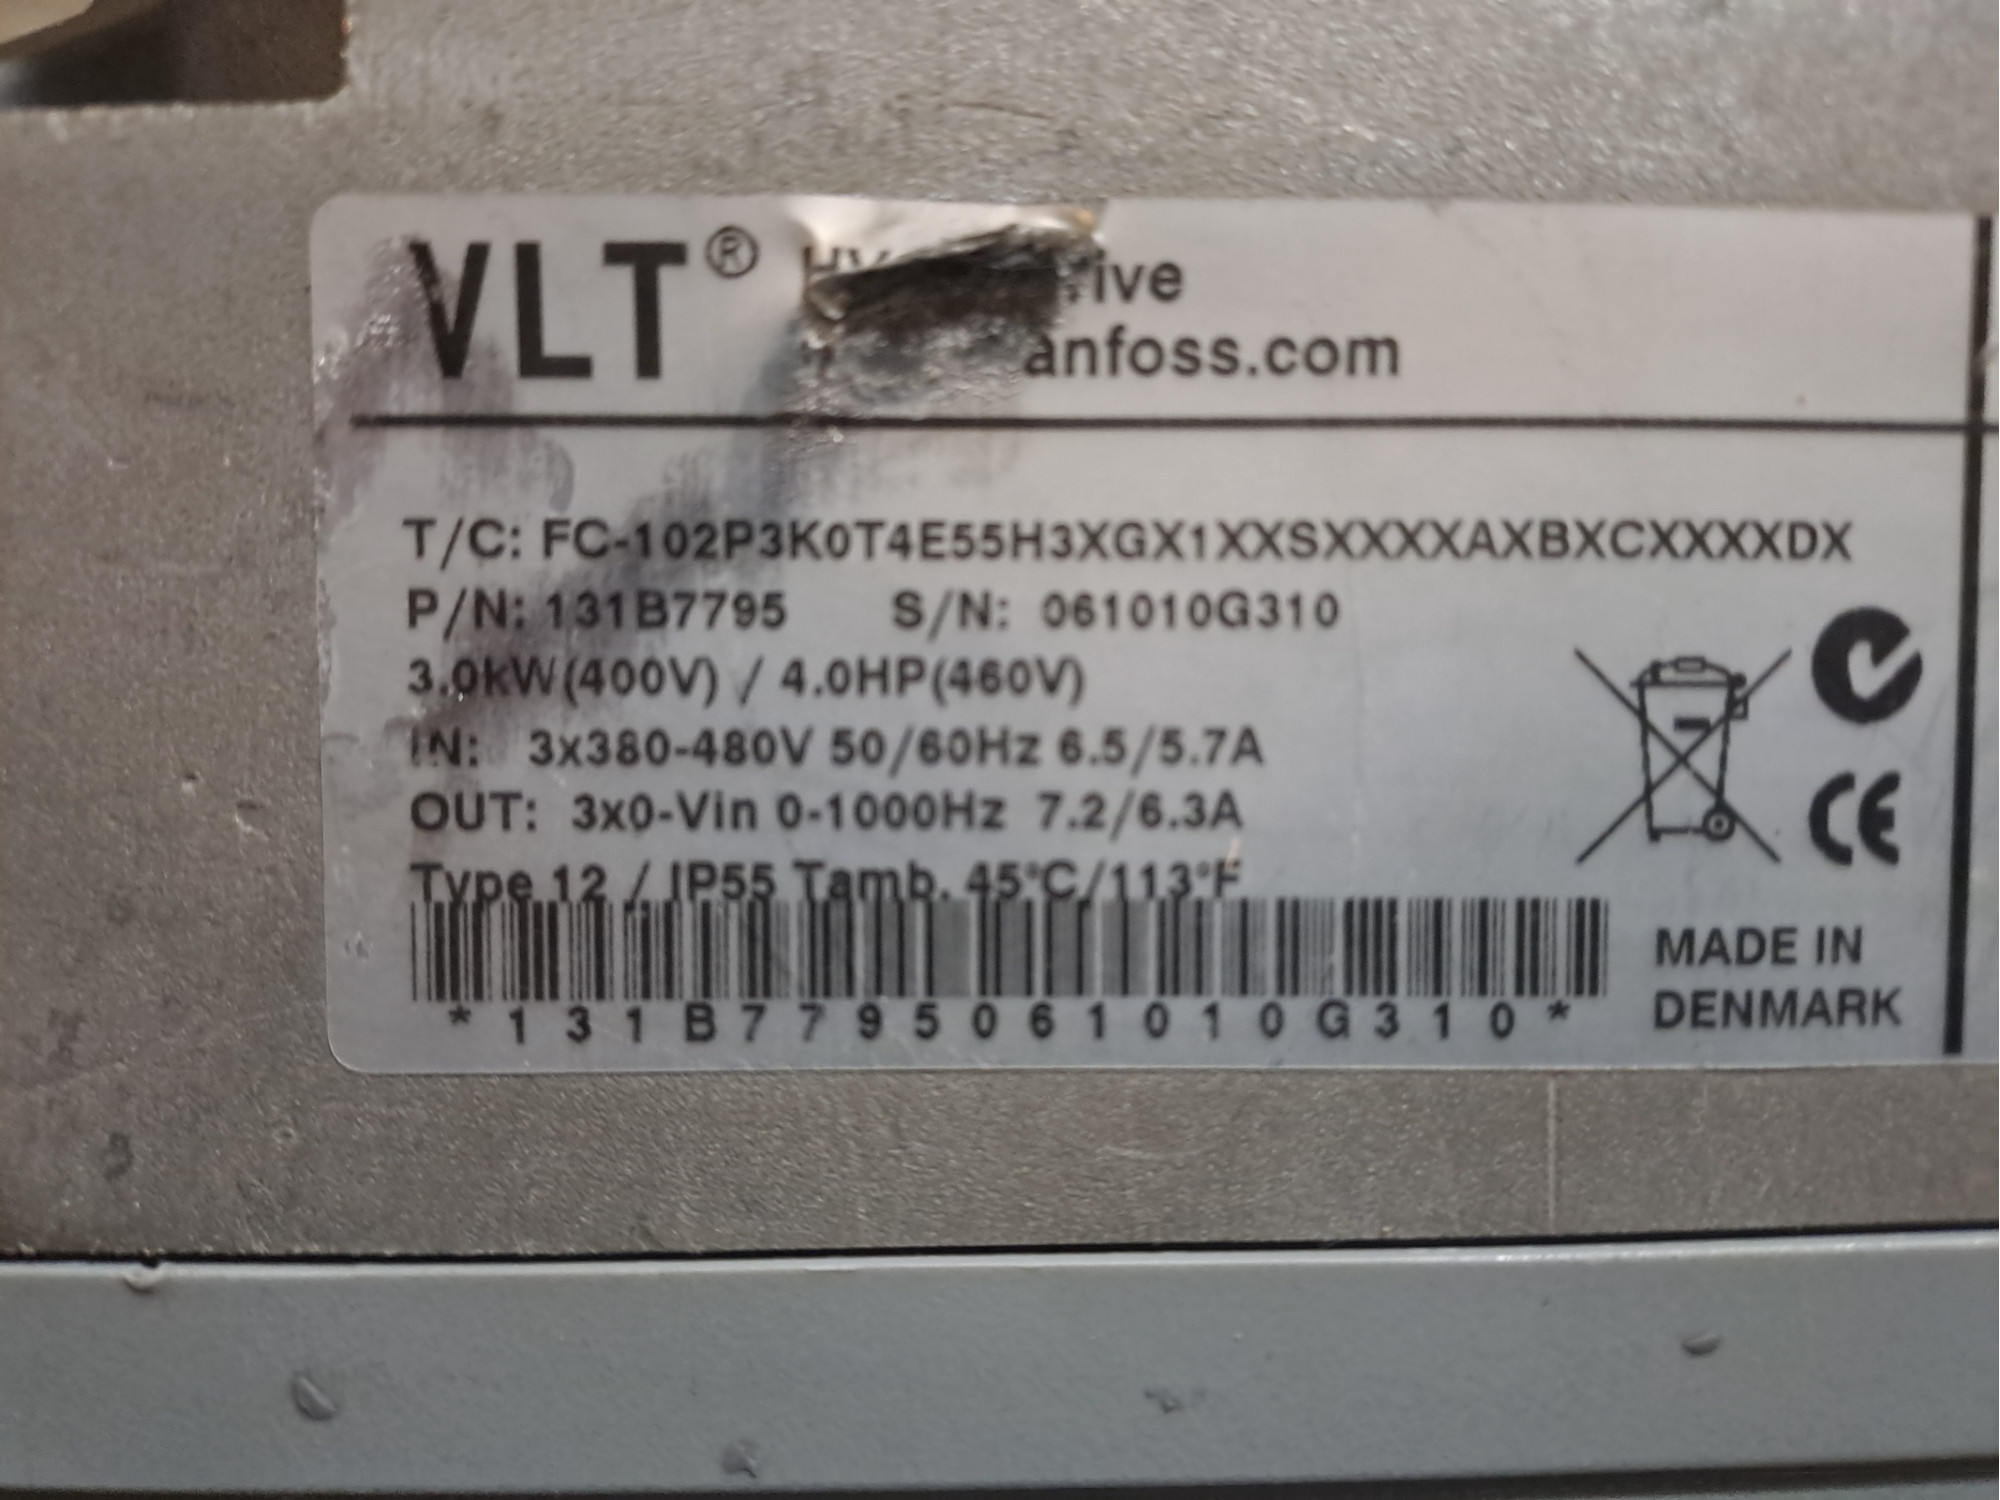 VLT®
anfoss.com
T/C: FC-102P3K0T4E55H3XGX1XXSXXXXAXBXCXXXXDX
P/N: 131B7795 S/N: 061010G310
3.0kW(400V) / 4.0HP(460V)
IN: 3x380-480V 50/60Hz 6.5/5.7A
OUT: 3x0-Vin 0-1000Hz 7.2/6.3A
Type 12 / IP55 Tamb. 45°C/113°F
*131B7795061010G310*
CE
MADE IN
DENMARK